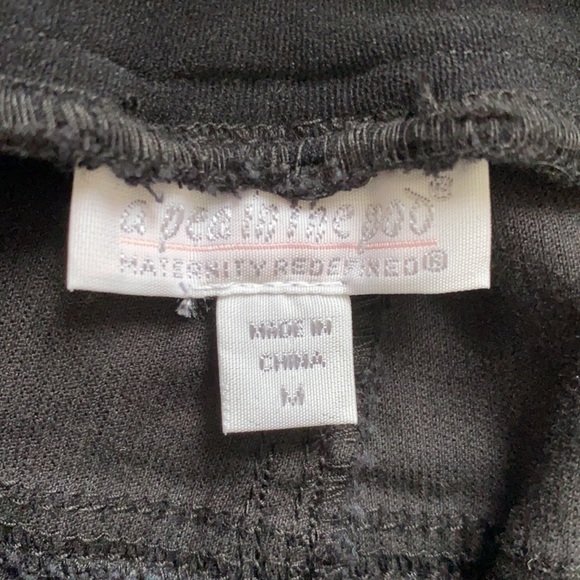 a pea in the pod®
MATERNITY REDEFINED®
MADE IN
CHINA
M